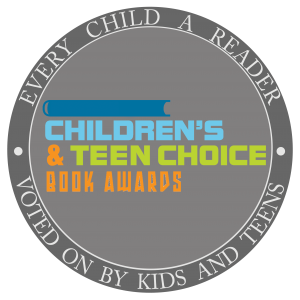 EVERY CHILD A READER
CHILDREN'S
& TEEN CHOICE
BOOK AWARDS
VOTED ON BY KIDS AND TEENS